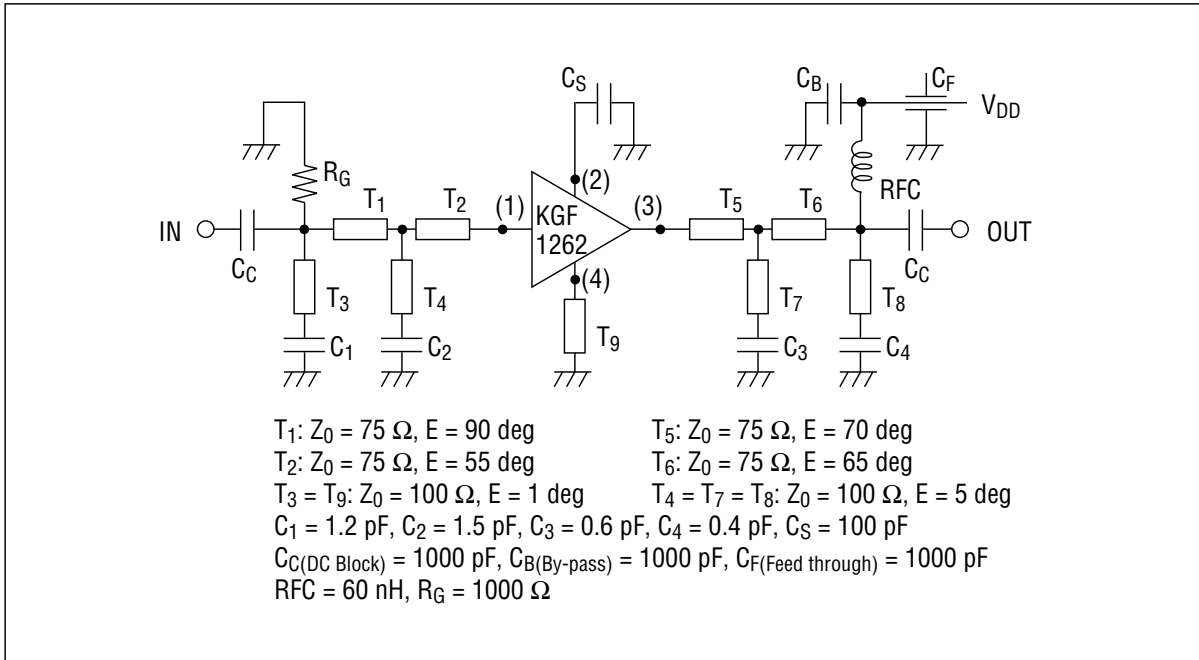 C_S
C_B
C_F
V_DD
R_G
RFC
T_1
T_2
(1)
(2)
KGF
1262
(3)
(4)
T_5
T_6
IN
OUT
C_C
C_C
T_3
T_4
T_9
T_7
T_8
C_1
C_2
C_3
C_4
T_1: Z_0 = 75 Ω, E = 90 deg
T_5: Z_0 = 75 Ω, E = 70 deg
T_2: Z_0 = 75 Ω, E = 55 deg
T_6: Z_0 = 75 Ω, E = 65 deg
T_3 = T_9: Z_0 = 100 Ω, E = 1 deg
T_4 = T_7 = T_8: Z_0 = 100 Ω, E = 5 deg
C_1 = 1.2 pF, C_2 = 1.5 pF, C_3 = 0.6 pF, C_4 = 0.4 pF, C_S = 100 pF
C_C(DC Block) = 1000 pF, C_B(By-pass) = 1000 pF, C_F(Feed through) = 1000 pF
RFC = 60 nH, R_G = 1000 Ω